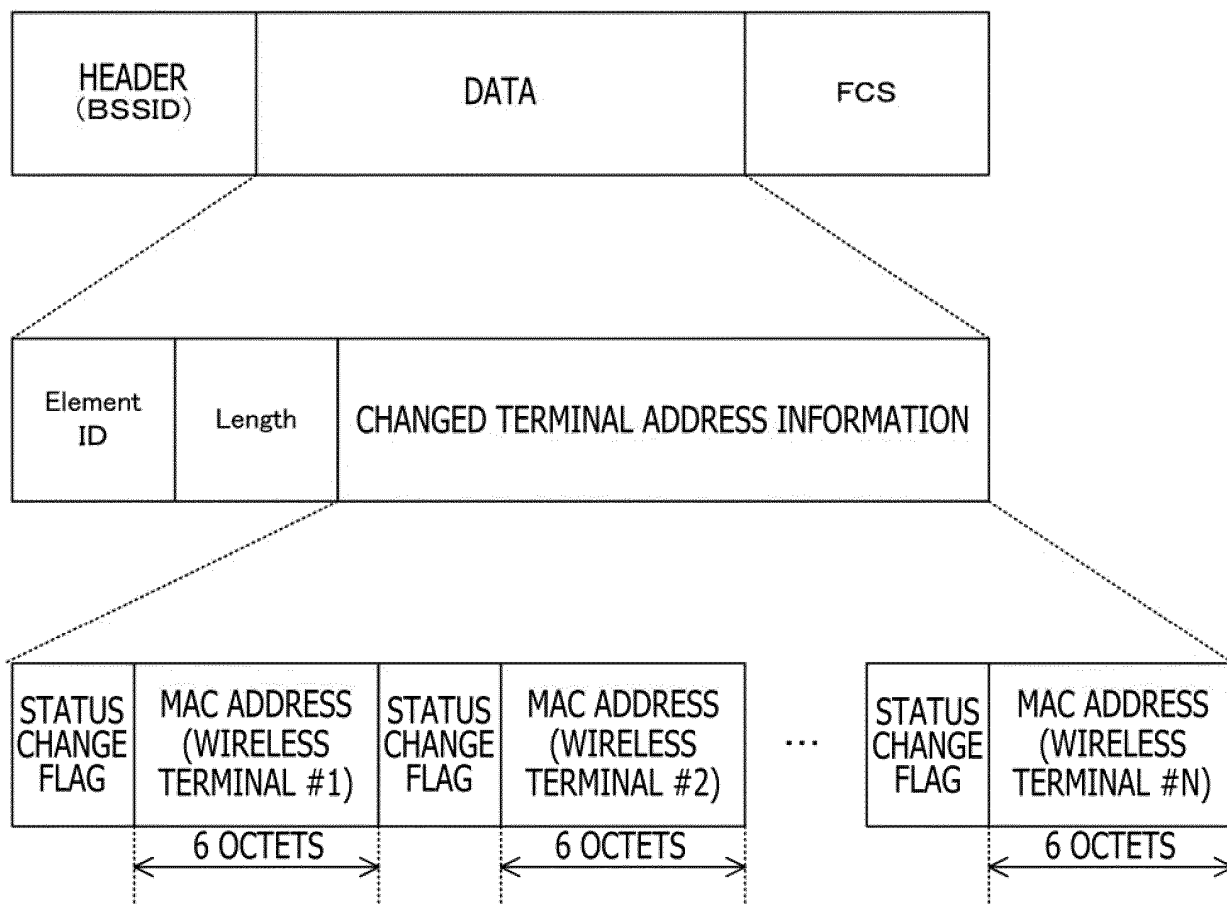 HEADER
(BSSID)
DATA
FCS
Element
ID
Length
CHANGED TERMINAL ADDRESS INFORMATION
STATUS
CHANGE
FLAG
MAC ADDRESS
(WIRELESS
TERMINAL #1)
STATUS
CHANGE
FLAG
MAC ADDRESS
(WIRELESS
TERMINAL #2)
...
STATUS
CHANGE
FLAG
MAC ADDRESS
(WIRELESS
TERMINAL #N)
6 OCTETS
6 OCTETS
6 OCTETS